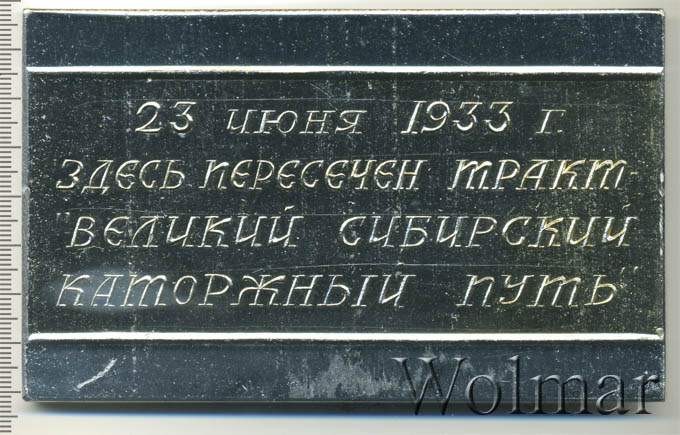 23 июня 1933 г.
ЗДЕСЬ ПЕРЕСЕЧЕН ТРАКТ-
"ВЕЛИКИЙ СИБИРСКИЙ
КАТОРЖНЫЙ ПУТЬ"
Wolmar